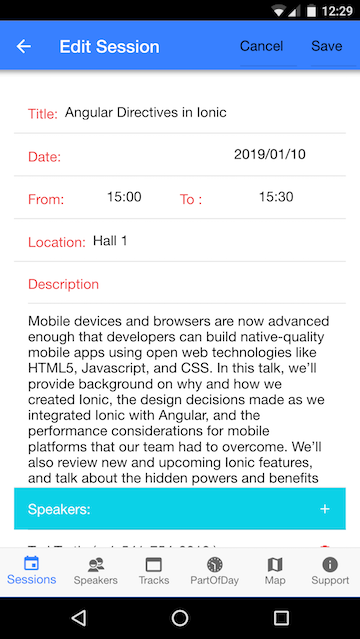 12:29
Edit Session Cancel Save
Title: Angular Directives in Ionic
Date: 2019/01/10
From: 15:00 To : 15:30
Location: Hall 1
Description
Mobile devices and browsers are now advanced
enough that developers can build native-quality
mobile apps using open web technologies like
HTML5, Javascript, and CSS. In this talk, we’ll
provide background on why and how we
created Ionic, the design decisions made as we
integrated Ionic with Angular, and the
performance considerations for mobile
platforms that our team had to overcome. We’ll
also review new and upcoming Ionic features,
and talk about the hidden powers and benefits
Speakers: +
Sessions Speakers Tracks PartOfDay Map Support